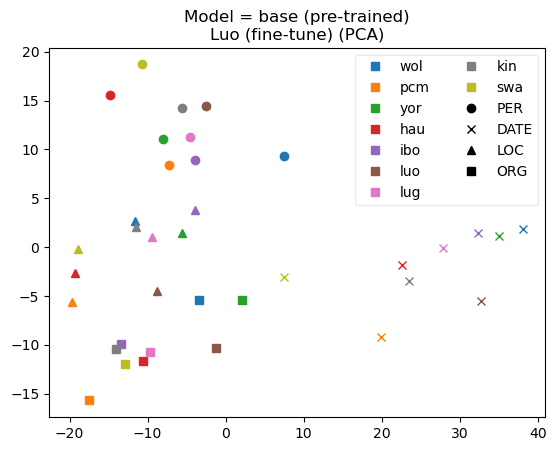 Model = base (pre-trained)
Luo (fine-tune) (PCA)
20
15
10
5
0
−5
−10
−15
−20
−10
0
10
20
30
40
wol
pcm
yor
hau
ibo
luo
lug
kin
swa
PER
DATE
LOC
ORG